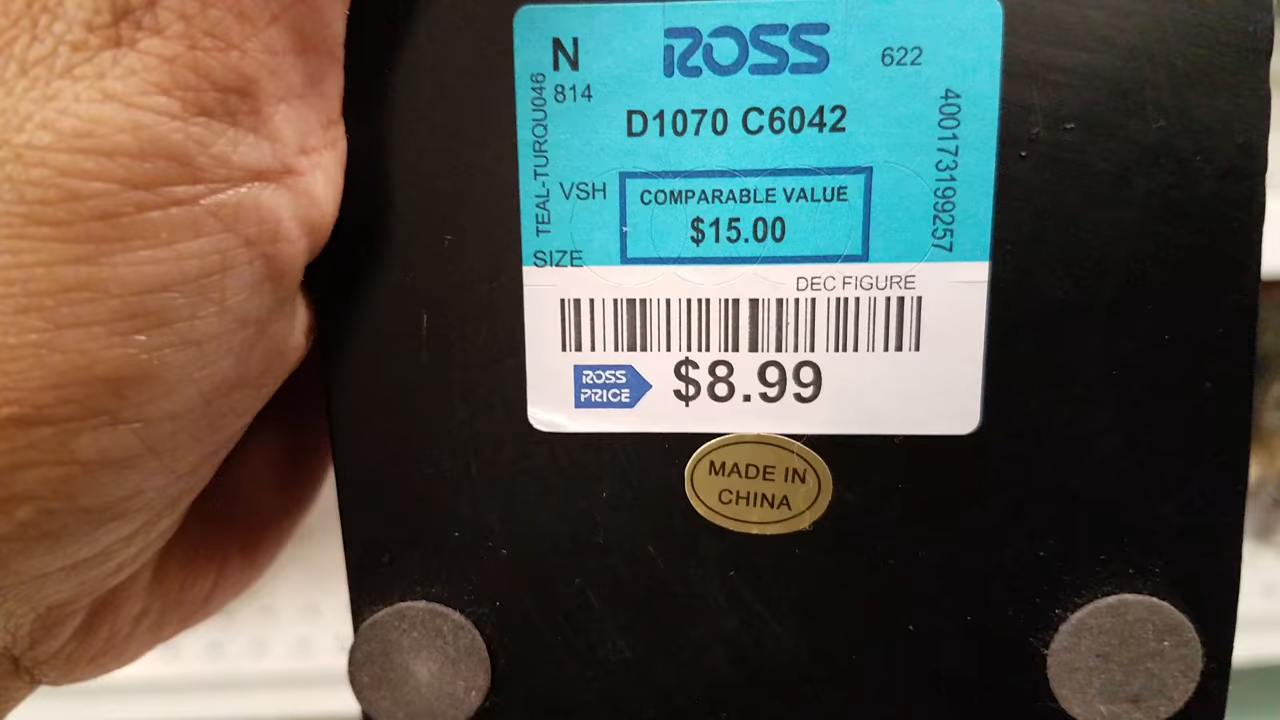 N
ROSS
622
814
D1070 C6042
TEAL-TURQU046
400173199257
VSH
COMPARABLE VALUE
$15.00
SIZE
DEC FIGURE
ROSS
PRICE
$8.99
MADE IN
CHINA